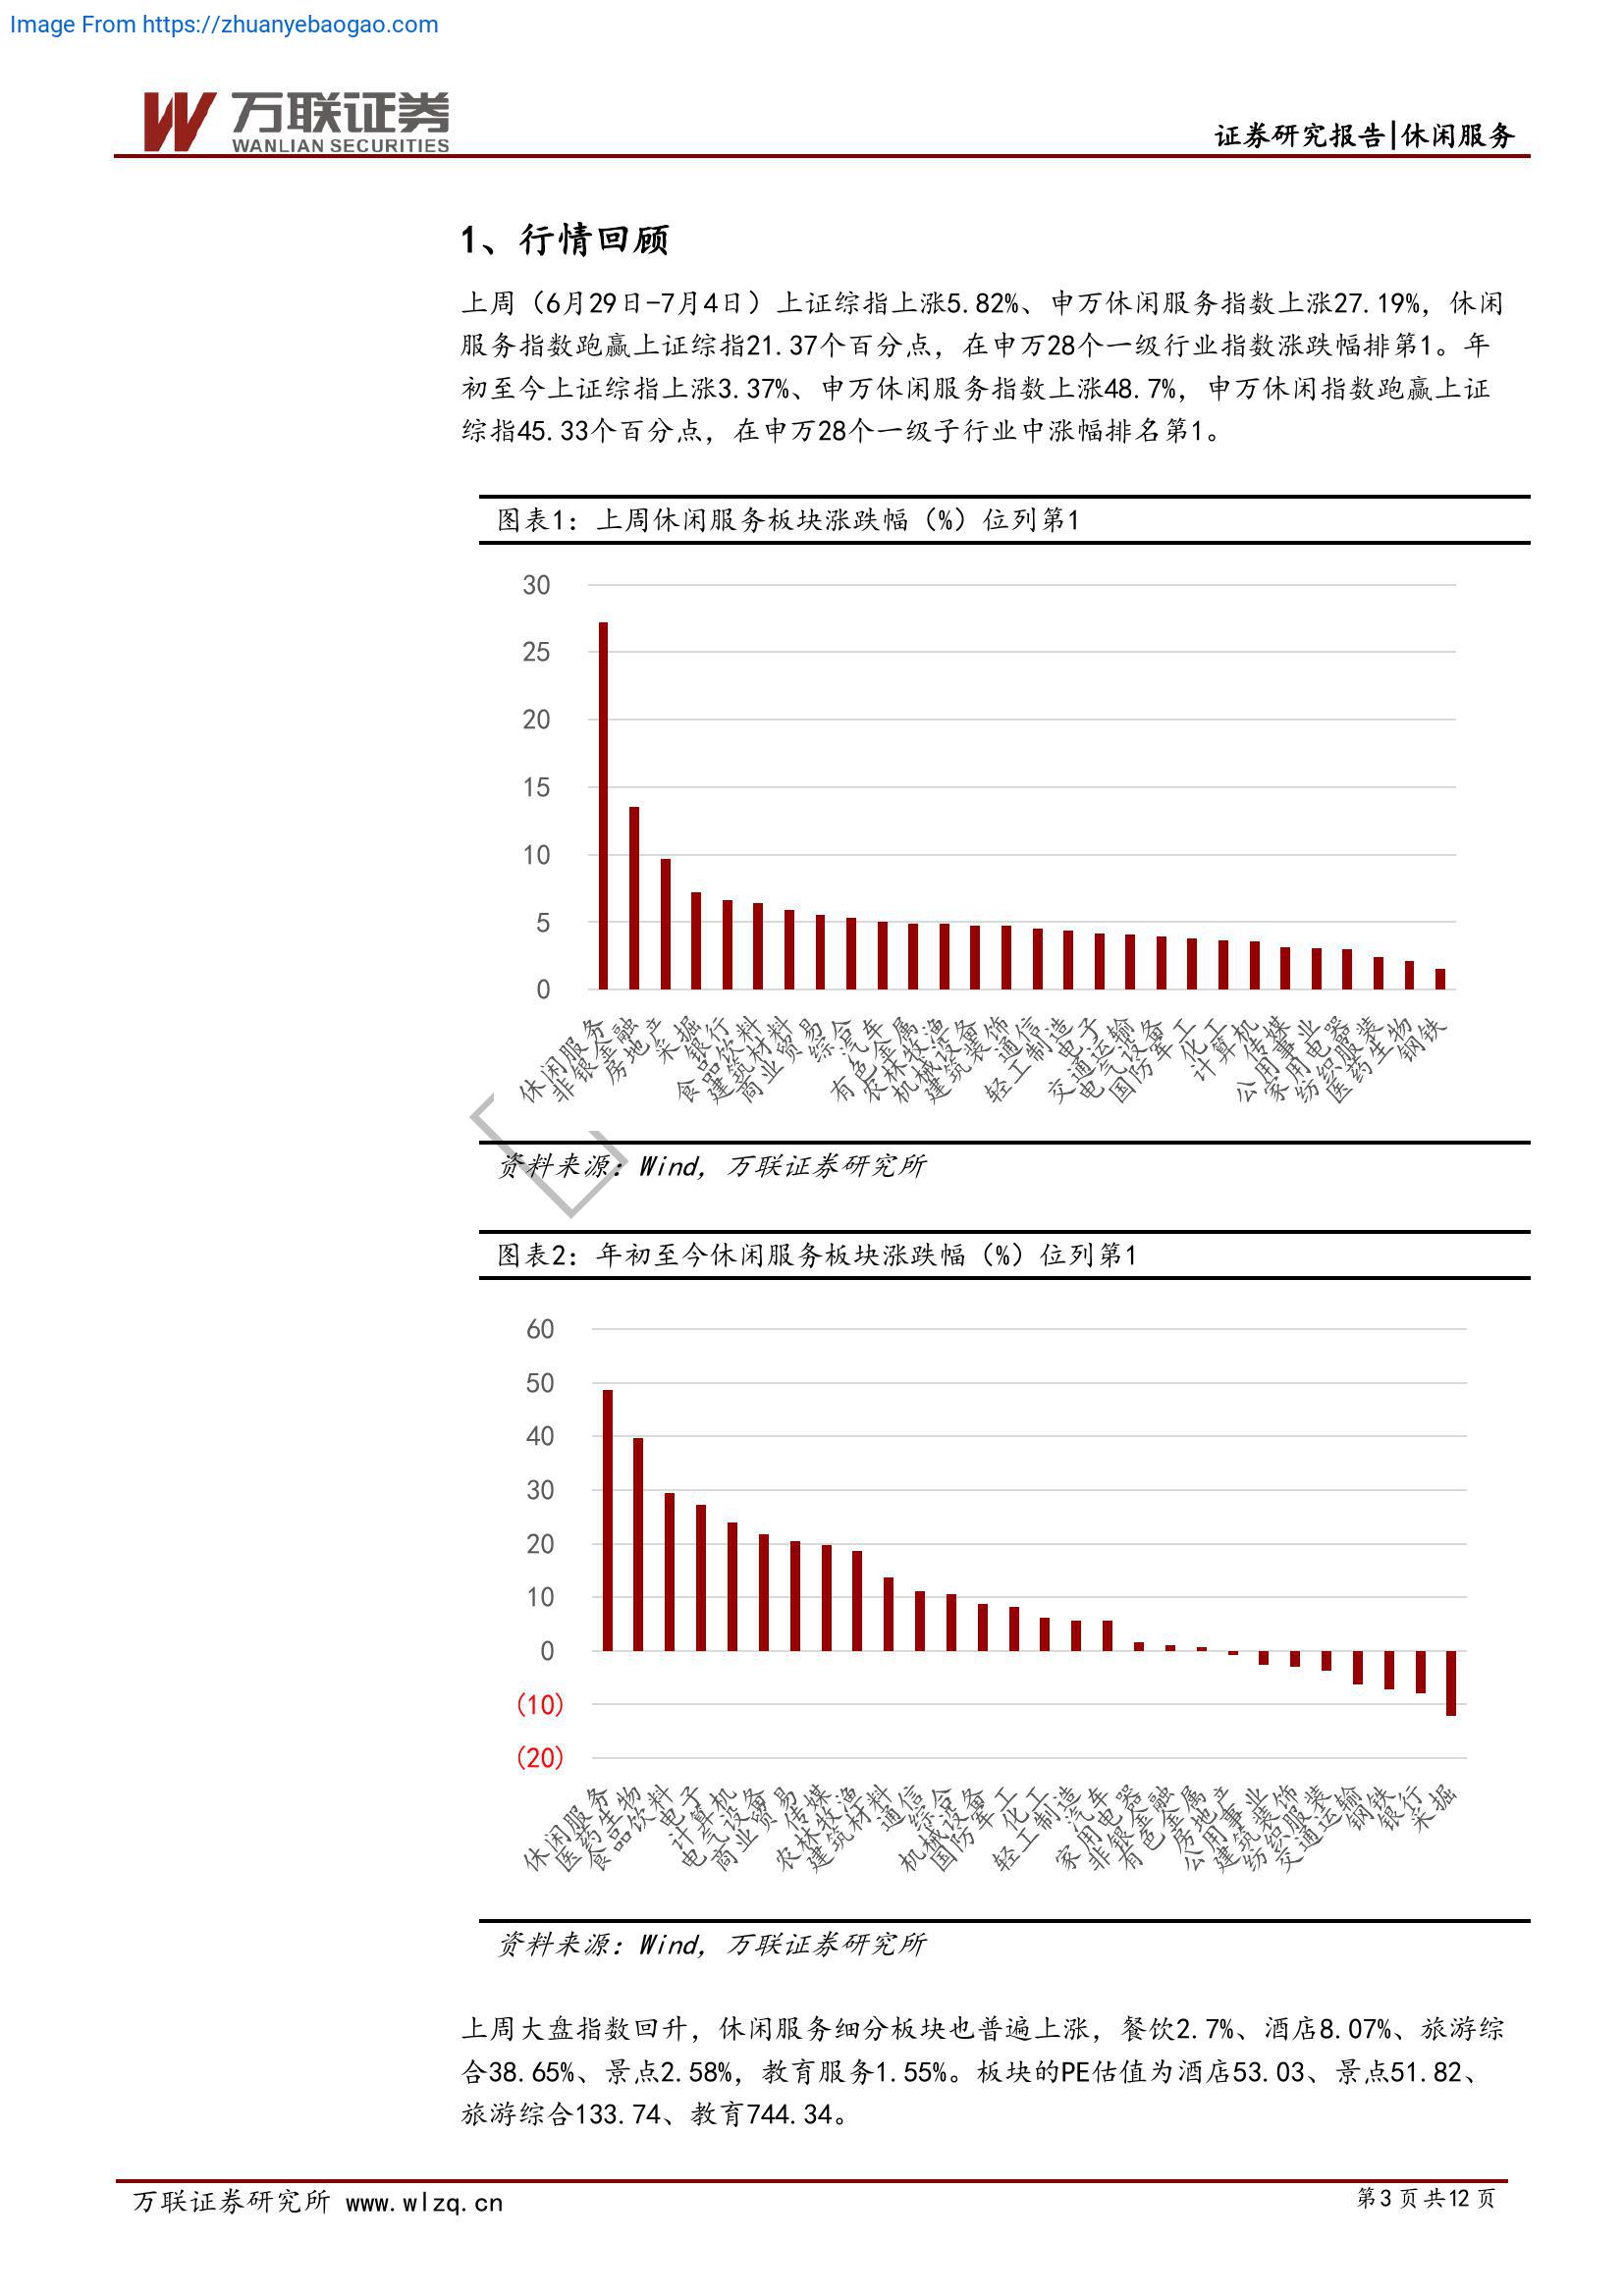 Image From https://zhuanyebaogao.com
万联证券
WANLIAN SECURITIES
证券研究报告|休闲服务
1、行情回顾
上周（6月29日-7月4日）上证综指上涨5.82%、申万休闲服务指数上涨27.19%，休闲
服务指数跑赢上证综指21.37个百分点，在申万28个一级行业指数涨跌幅排第1。年
初至今上证综指上涨3.37%、申万休闲服务指数上涨48.7%，申万休闲指数跑赢上证
综指45.33个百分点，在申万28个一级子行业中涨幅排名第1。
图表1：上周休闲服务板块涨跌幅（%）位列第1
30
25
20
15
10
5
0
休闲服务
非银金融
房地产
采掘
银行
食品饮料
建筑材料
商业贸易
综合
汽车
有色金属
农林牧渔
机械设备
建筑装饰
通信
轻工制造
电子
交通运输
电气设备
国防军工
化工
计算机
传媒
公用事业
家用电器
纺织服装
医药生物
钢铁
资料来源：Wind，万联证券研究所
图表2：年初至今休闲服务板块涨跌幅（%）位列第1
60
50
40
30
20
10
0
(10)
(20)
休闲服务
医药生物
食品饮料
电子
计算机
电气设备
商业贸易
传媒
农林牧渔
建筑材料
通信
综合
机械设备
国防军工
化工
轻工制造
汽车
家用电器
非银金融
有色金属
房地产
公用事业
建筑装饰
纺织服装
交通运输
钢铁
银行
采掘
资料来源：Wind，万联证券研究所
上周大盘指数回升，休闲服务细分板块也普遍上涨，餐饮2.7%、酒店8.07%、旅游综
合38.65%、景点2.58%，教育服务1.55%。板块的PE估值为酒店53.03、景点51.82、
旅游综合133.74、教育744.34。
万联证券研究所 www.wlzq.cn
第3页共12页